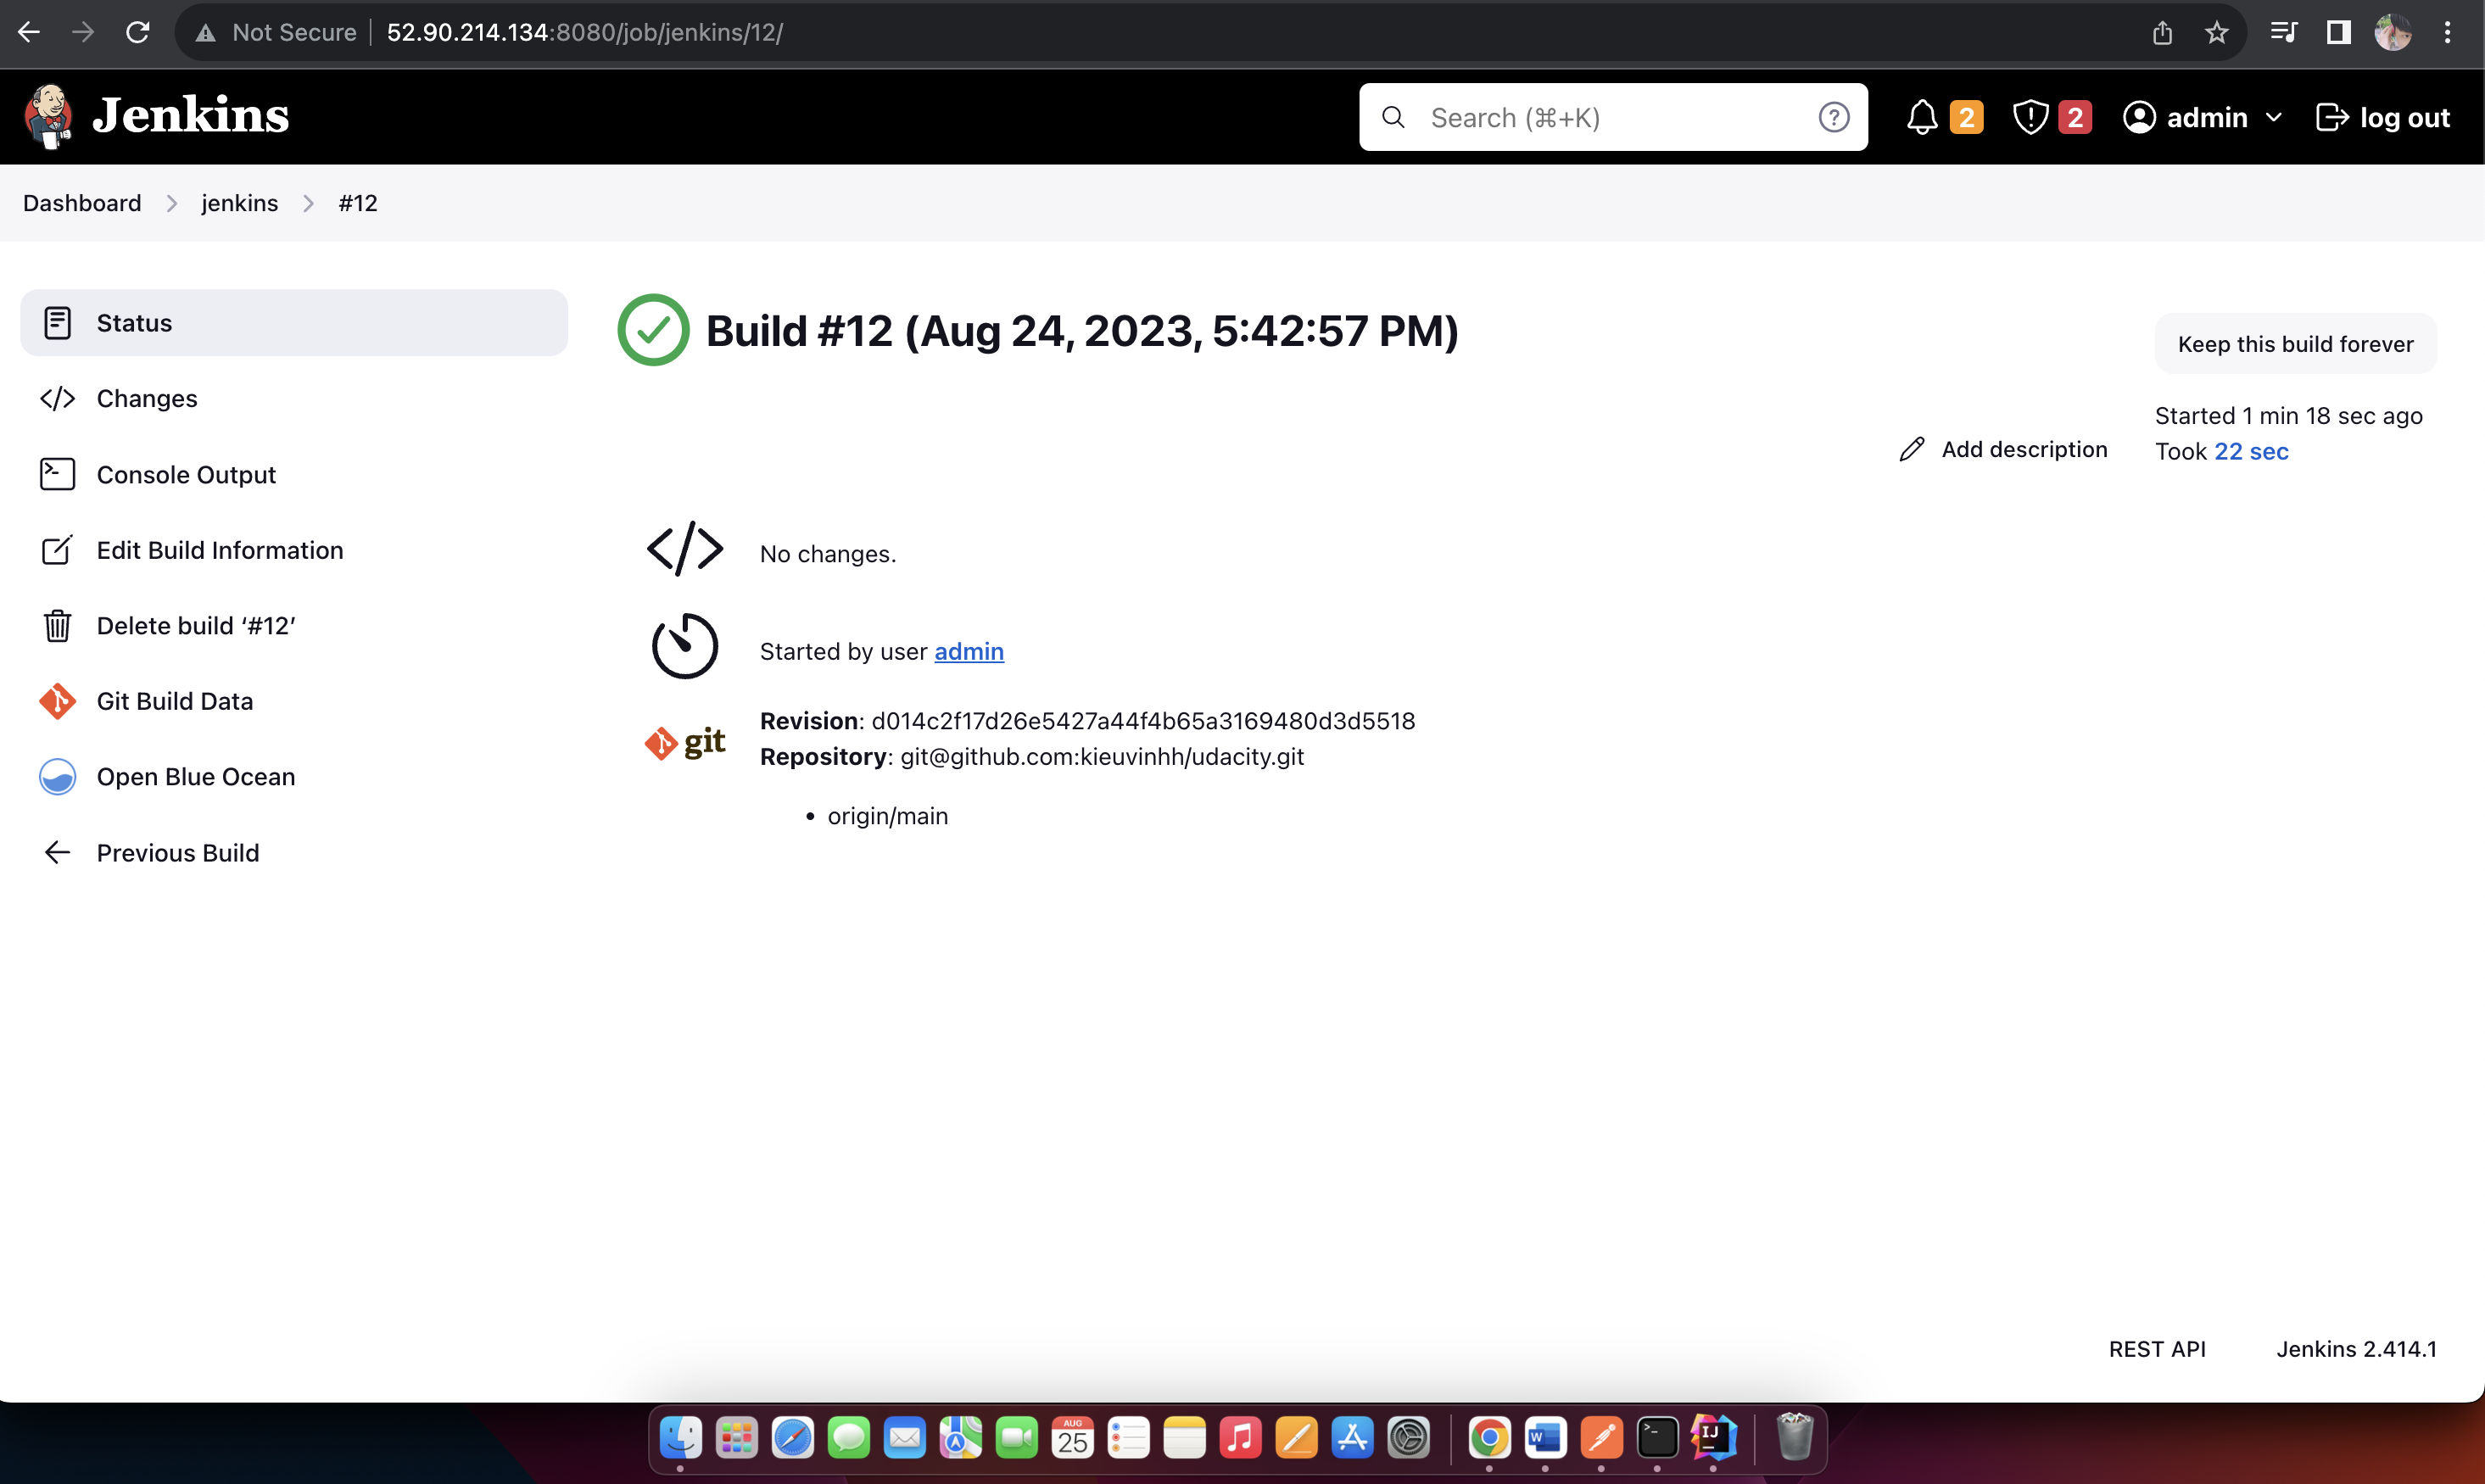 Not Secure 52.90.214.134:8080/job/jenkins/12/
Jenkins
Search (⌘+K)
2
2
admin
log out
Dashboard
jenkins
#12
Status
Changes
Console Output
Edit Build Information
Delete build ‘#12’
Git Build Data
Open Blue Ocean
Previous Build
Build #12 (Aug 24, 2023, 5:42:57 PM)
Keep this build forever
Add description
Started 1 min 18 sec ago
Took 22 sec
No changes.
Started by user admin
git
Revision: d014c2f17d26e5427a44f4b65a3169480d3d5518
Repository: git@github.com:kieuvinhh/udacity.git
• origin/main
REST API
Jenkins 2.414.1
AUG
25
W
IJ